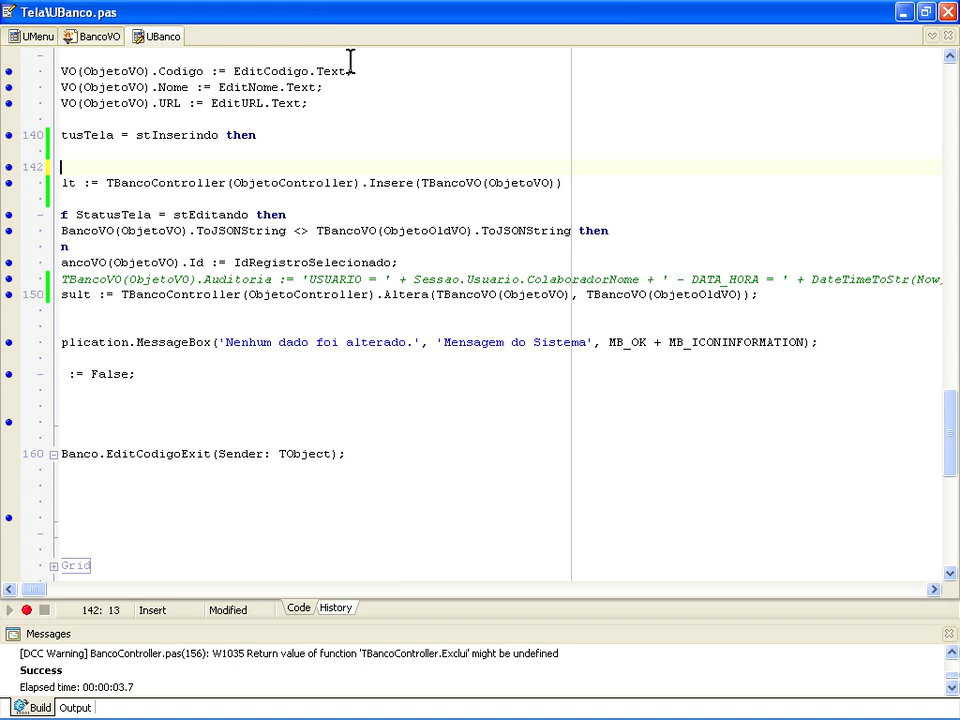 Tela\UBanco.pas
UMenu BancoVO UBanco
VO(ObjetoVO).Codigo := EditCodigo.Text;
VO(ObjetoVO).Nome := EditNome.Text;
VO(ObjetoVO).URL := EditURL.Text;
140 tusTela = stInserindo then
142
lt := TBancoController(ObjetoController).Insere(TBancoVO(ObjetoVO))
f StatusTela = stEditando then
BancoVO(ObjetoVO).ToJSONString <> TBancoVO(ObjetoOldVO).ToJSONString then
n
ancoVO(ObjetoVO).Id := IdRegistroSelecionado;
TBancoVO(ObjetoVO).Auditoria := 'USUARIO = ' + Sessao.Usuario.ColaboradorNome + ' - DATA_HORA = ' + DateTimeToStr(Now)
150 sult := TBancoController(ObjetoController).Altera(TBancoVO(ObjetoVO), TBancoVO(ObjetoOldVO));
plication.MessageBox('Nenhum dado foi alterado.', 'Mensagem do Sistema', MB_OK + MB_ICONINFORMATION);
:= False;
160 Banco.EditCodigoExit(Sender: TObject);
Grid
142: 13 Insert Modified Code History
Messages
[DCC Warning] BancoController.pas(156): W1035 Return value of function 'TBancoController.Exclui' might be undefined
Success
Elapsed time: 00:00:03.7
Build Output